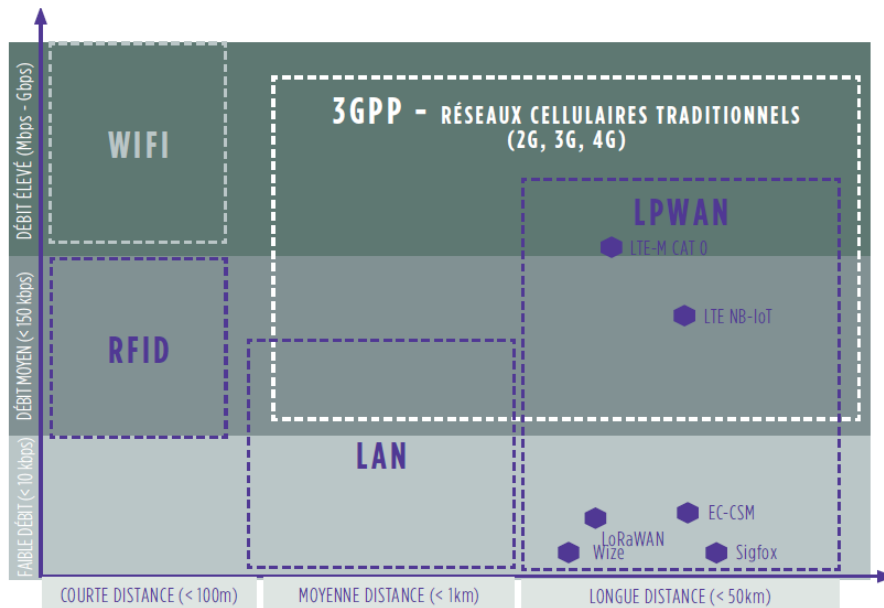 DÉBIT ÉLEVÉ (Mbps - Gbps)
DÉBIT MOYEN (< 150 kbps)
FAIBLE DÉBIT (< 10 kbps)
WIFI
3GPP - RÉSEAUX CELLULAIRES TRADITIONNELS
(2G, 3G, 4G)
LPWAN
LTE-M CAT 0
LTE NB-IoT
RFID
LAN
EC-CSM
LoRaWAN
Wize
Sigfox
COURTE DISTANCE (< 100m)
MOYENNE DISTANCE (< 1km)
LONGUE DISTANCE (< 50km)